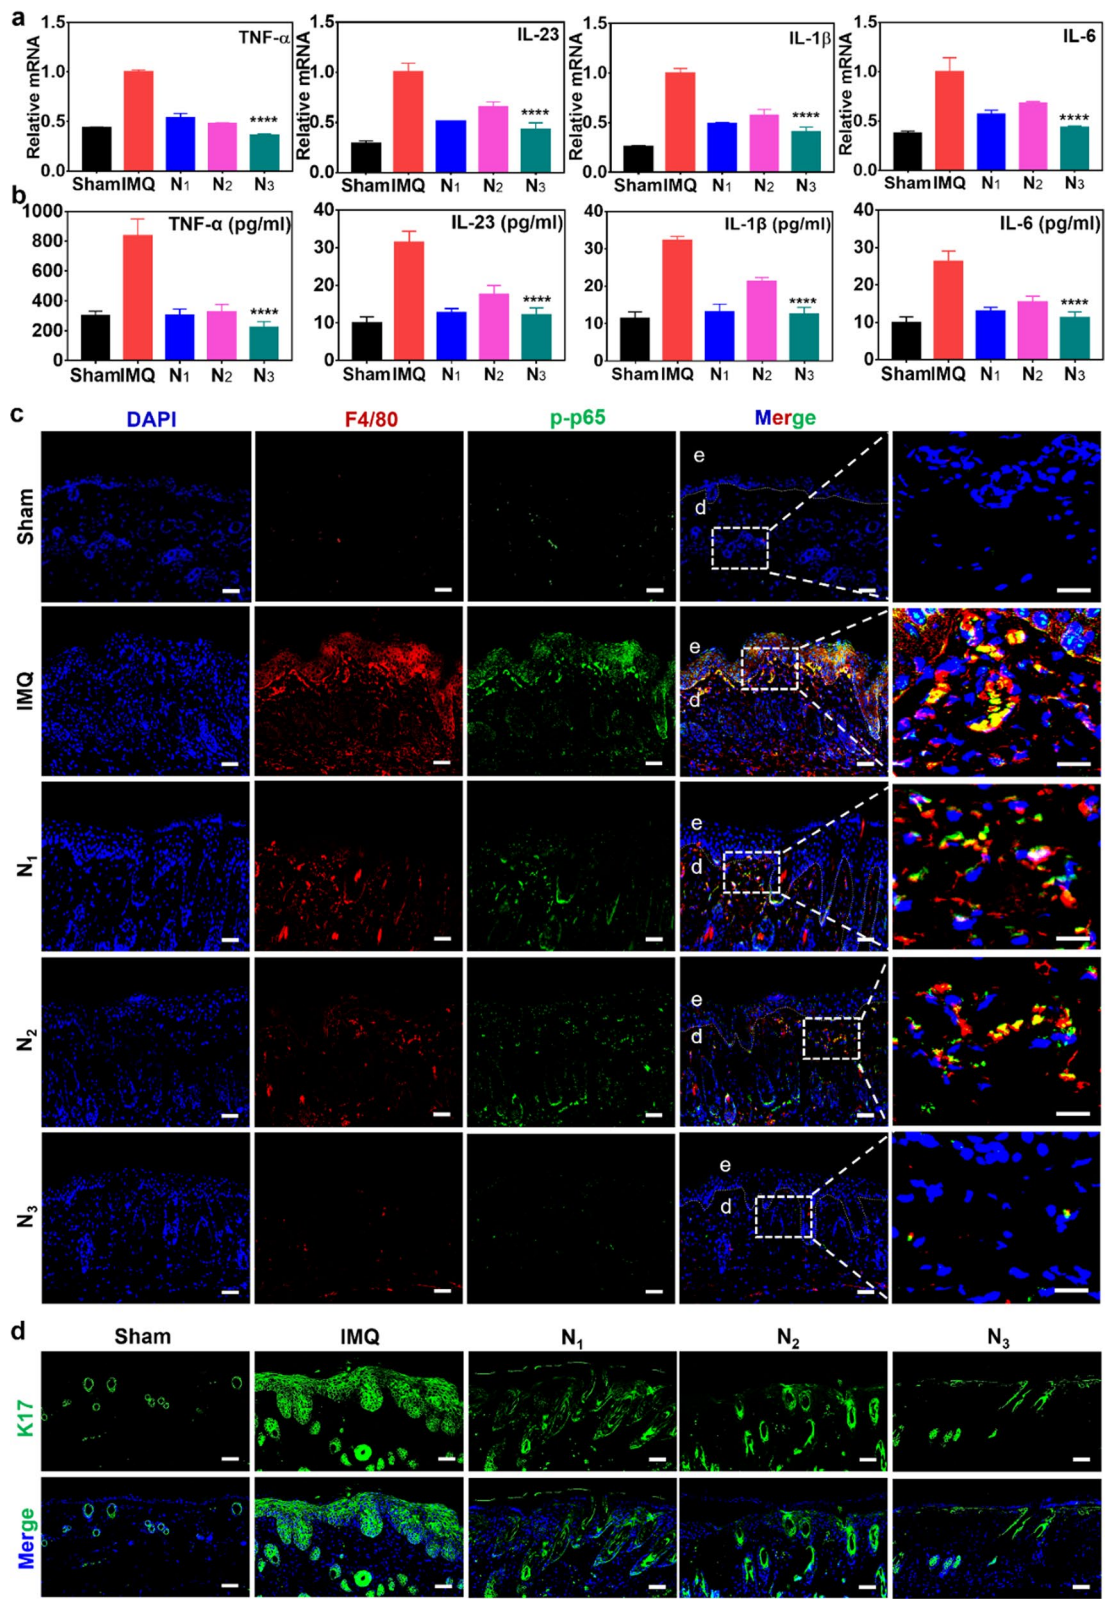 a
TNF-α
IL-23
IL-1β
IL-6
Relative mRNA
Relative mRNA
Relative mRNA
Relative mRNA
1.5
1.0
0.5
0.0
1.5
1.0
0.5
0.0
1.5
1.0
0.5
0.0
1.5
1.0
0.5
0.0
****
****
****
****
Sham IMQ N1 N2 N3
Sham IMQ N1 N2 N3
Sham IMQ N1 N2 N3
Sham IMQ N1 N2 N3
b
TNF-α (pg/ml)
IL-23 (pg/ml)
IL-1β (pg/ml)
IL-6 (pg/ml)
1000
800
600
400
200
0
40
30
20
10
0
40
30
20
10
0
40
30
20
10
0
****
****
****
****
Sham IMQ N1 N2 N3
Sham IMQ N1 N2 N3
Sham IMQ N1 N2 N3
Sham IMQ N1 N2 N3
c
DAPI F4/80 p-p65 Merge
Sham
e
d
IMQ
e
d
N1
e
d
N2
e
d
N3
e
d
d
Sham IMQ N1 N2 N3
K17
Merge